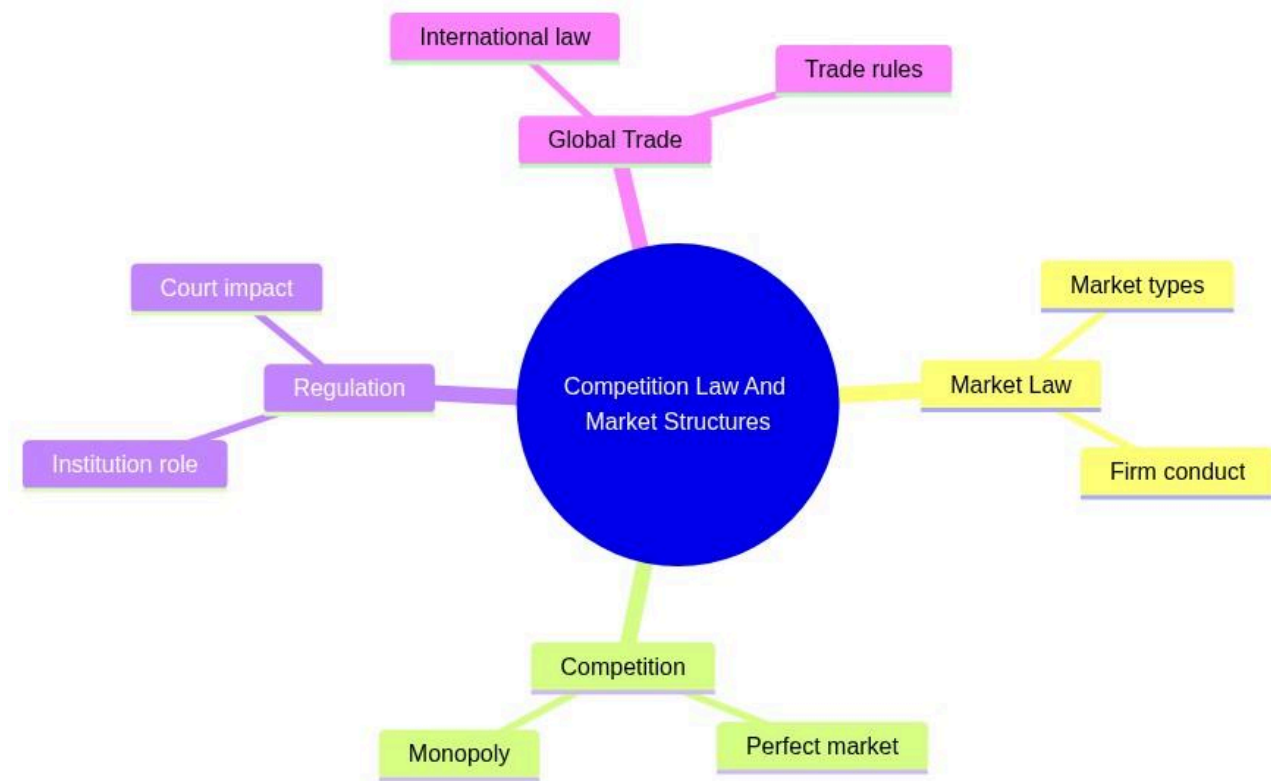 International law
Trade rules
Global Trade
Court impact
Market types
Regulation
Competition Law And
Market Structures
Market Law
Institution role
Firm conduct
Competition
Monopoly
Perfect market